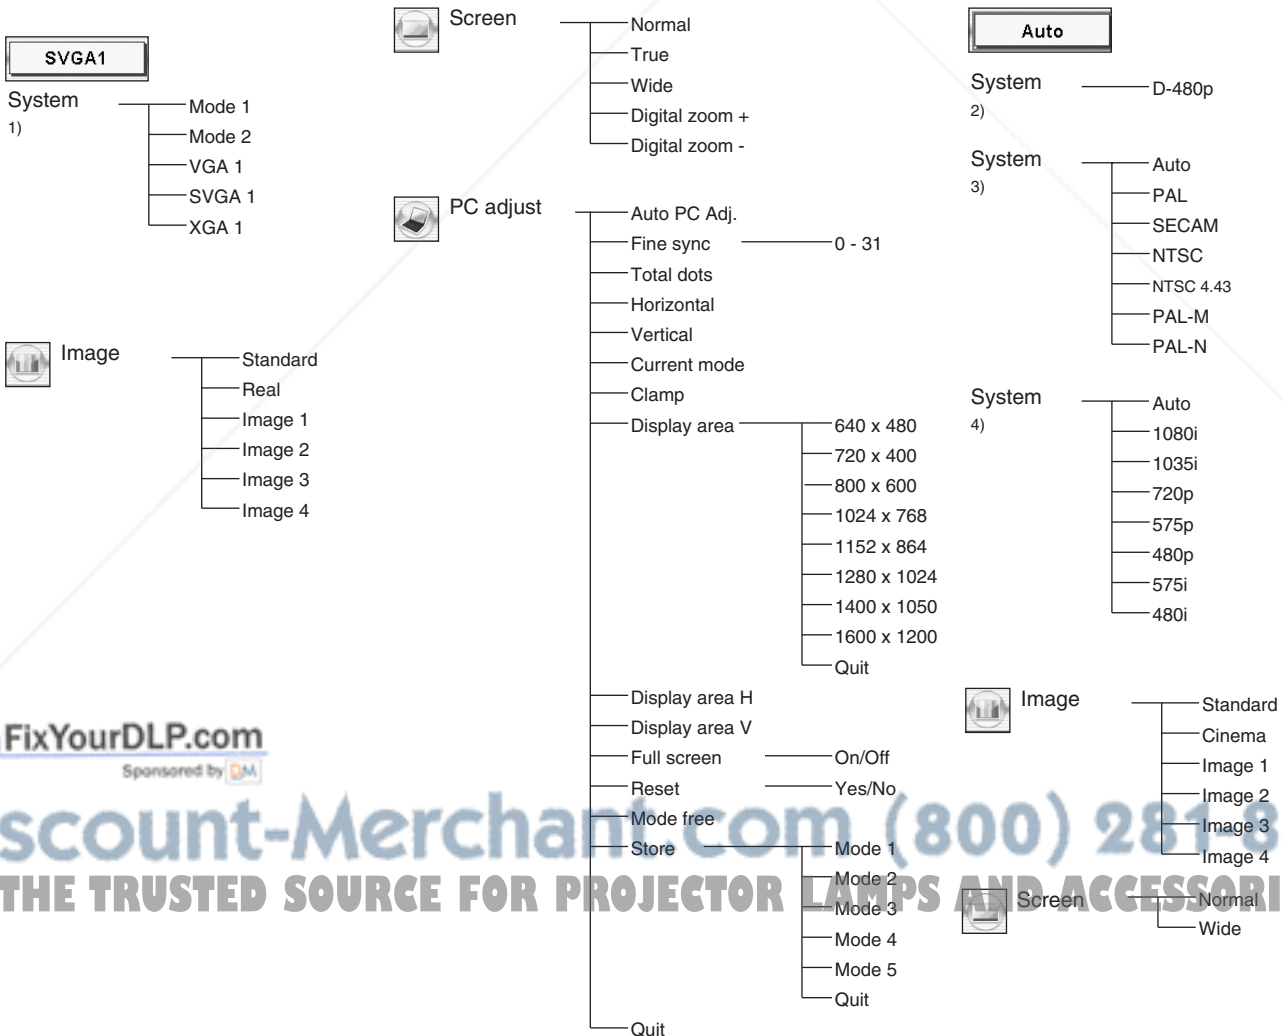 SVGA1
System
1)
Mode 1
Mode 2
VGA 1
SVGA 1
XGA 1
Image
Standard
Real
Image 1
Image 2
Image 3
Image 4
Screen
Normal
True
Wide
Digital zoom +
Digital zoom -
PC adjust
Auto PC Adj.
Fine sync
0 - 31
Total dots
Horizontal
Vertical
Current mode
Clamp
Display area
640 x 480
720 x 400
800 x 600
1024 x 768
1152 x 864
1280 x 1024
1400 x 1050
1600 x 1200
Quit
Display area H
Display area V
Full screen
On/Off
Reset
Yes/No
Mode free
Store
Mode 1
Mode 2
Mode 3
Mode 4
Mode 5
Quit
Quit
Auto
System
2)
D-480p
System
3)
Auto
PAL
SECAM
NTSC
NTSC 4.43
PAL-M
PAL-N
System
4)
Auto
1080i
1035i
720p
575p
480p
575i
480i
Image
Standard
Cinema
Image 1
Image 2
Image 3
Image 4
Screen
Normal
Wide
FixYourDLP.com
Sponsored by DM
scount-Merchant.com (800) 281-8
THE TRUSTED SOURCE FOR PROJECTOR LAMPS AND ACCESSORI